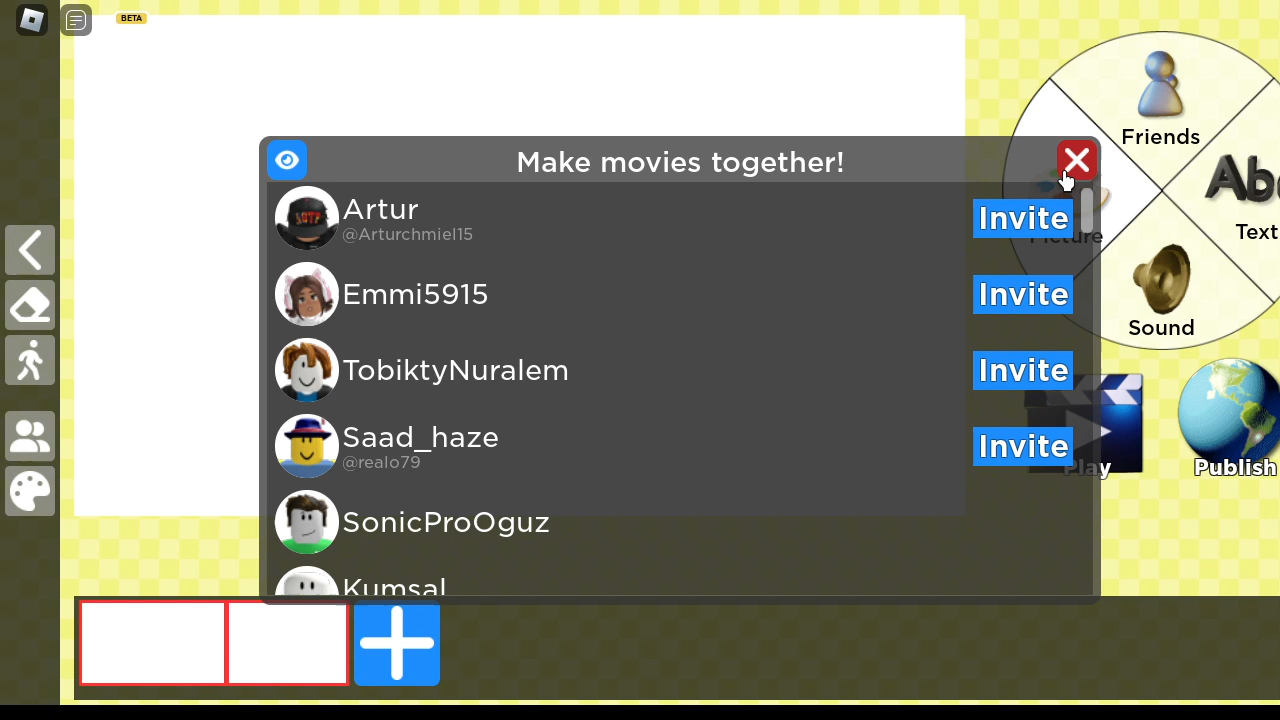 BETA
Make movies together!
Artur
@Arturchmiel15
Invite
Emmi5915
Invite
TobiktyNuralem
Invite
Saad_haze
@realo79
Invite
SonicProOguz
Kumsal
Friends
Text
Picture
Sound
Play
Publish